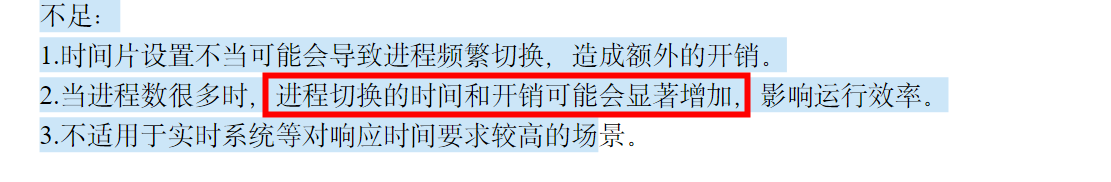 不足：
1.时间片设置不当可能会导致进程频繁切换，造成额外的开销。
2.当进程数很多时，进程切换的时间和开销可能会显著增加，影响运行效率。
3.不适用于实时系统等对响应时间要求较高的场景。